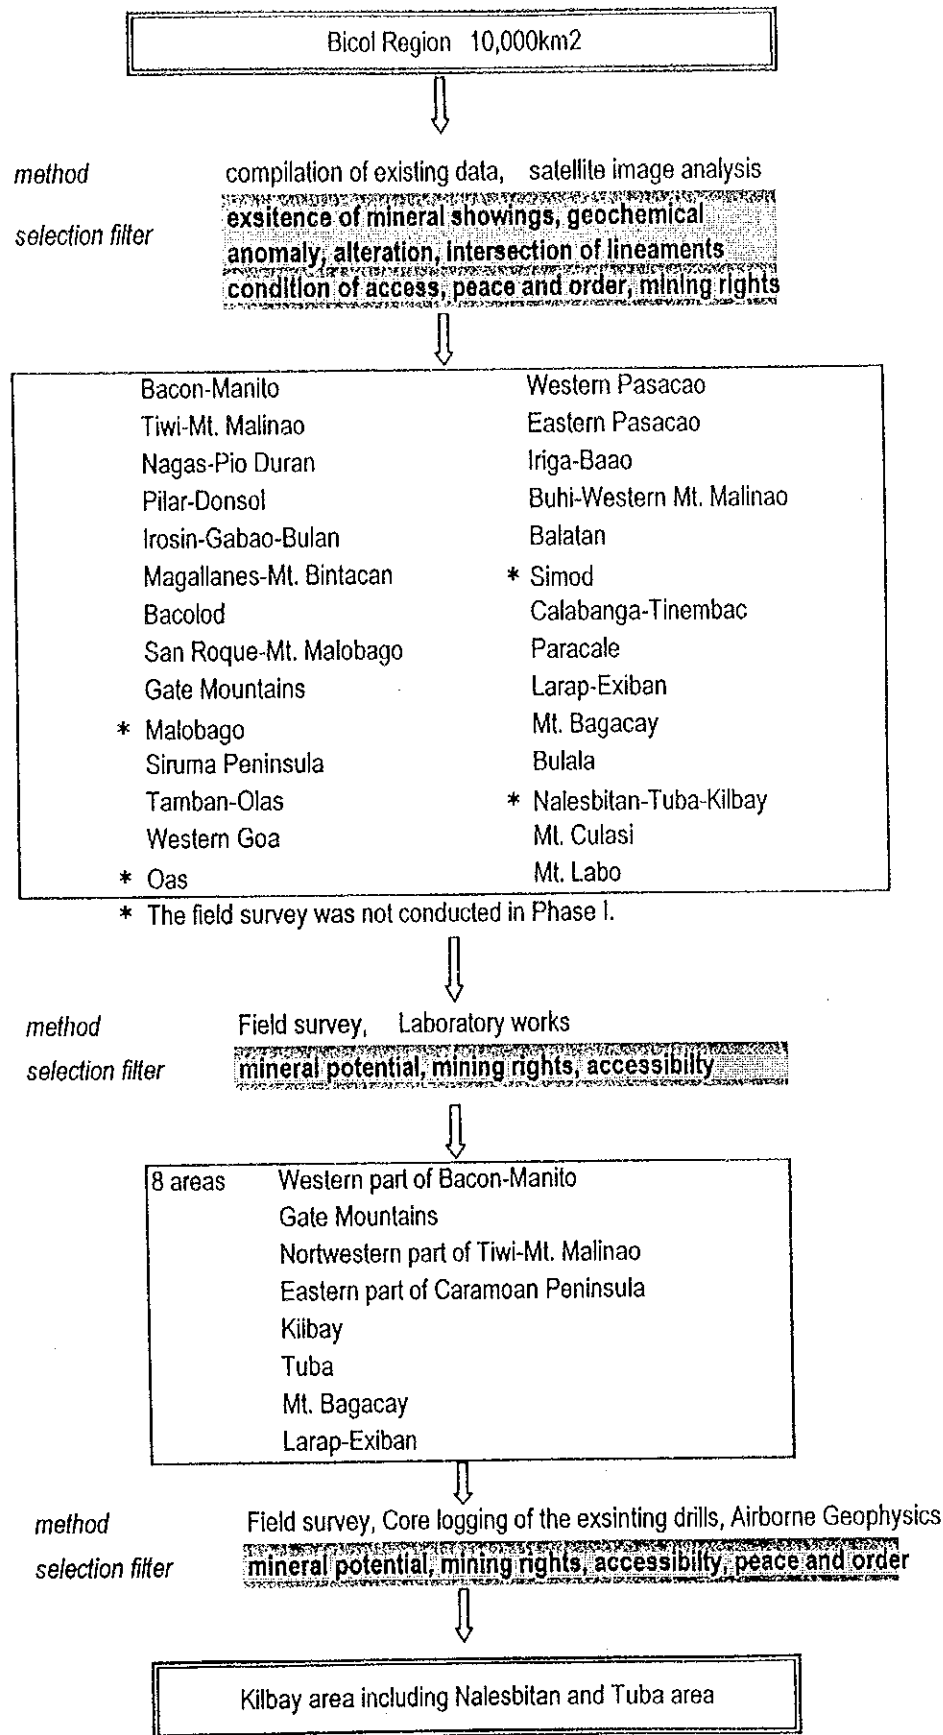 Bicol Region 10,000km2
method compilation of existing data, satellite image analysis
selection filter exsitence of mineral showings, geochemical
anomaly, alteration, intersection of lineaments
condition of access, peace and order, mining rights
Bacon-Manito Western Pasacao
Tiwi-Mt. Malinao Eastern Pasacao
Nagas-Pio Duran Iriga-Baao
Pilar-Donsol Buhi-Western Mt. Malinao
Irosin-Gabao-Bulan Balatan
Magallanes-Mt. Bintacan * Simod
Bacolod Calabanga-Tinembac
San Roque-Mt. Malobago Paracale
Gate Mountains Larap-Exiban
* Malobago Mt. Bagacay
Siruma Peninsula Bulala
Tamban-Olas * Nalesbitan-Tuba-Kilbay
Western Goa Mt. Culasi
* Oas Mt. Labo
* The field survey was not conducted in Phase I.
method Field survey, Laboratory works
selection filter mineral potential, mining rights, accessibilty
8 areas Western part of Bacon-Manito
Gate Mountains
Nortwestern part of Tiwi-Mt. Malinao
Eastern part of Caramoan Peninsula
Kilbay
Tuba
Mt. Bagacay
Larap-Exiban
method Field survey, Core logging of the exsinting drills, Airborne Geophysics
selection filter mineral potential, mining rights, accessibilty, peace and order
Kilbay area including Nalesbitan and Tuba area